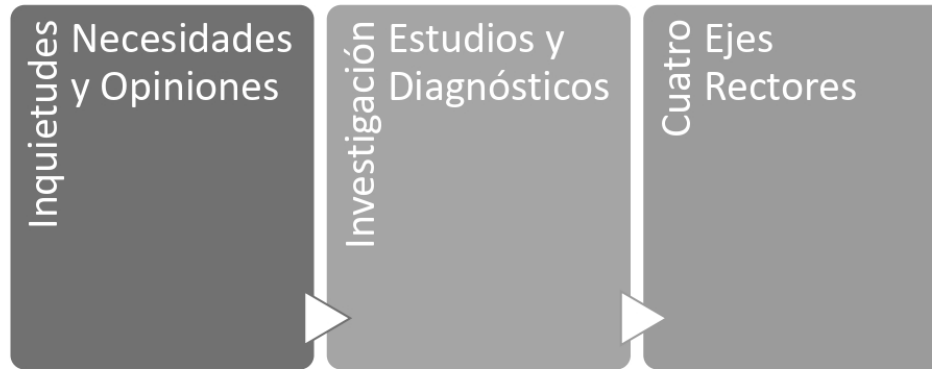 Inquietudes
Necesidades
y Opiniones
Investigación
Estudios y
Diagnósticos
Cuatro
Ejes
Rectores